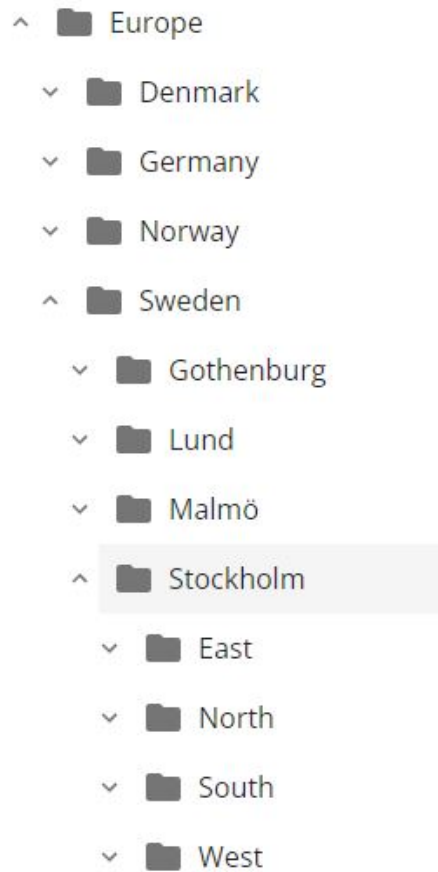 Europe
Denmark
Germany
Norway
Sweden
Gothenburg
Lund
Malmö
Stockholm
East
North
South
West